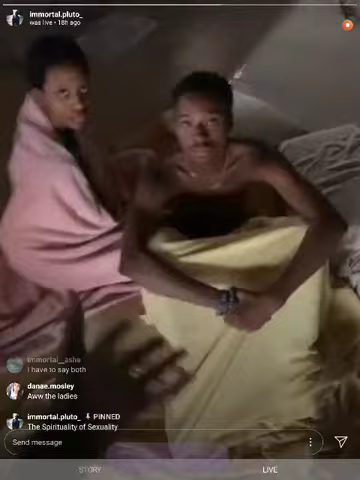 immortal.pluto_
was live • 18h ago
immortal__ashe
I have to say both
danae.mosley
Aww the ladies
immortal.pluto_ PINNED
The Spirituality of Sexuality
Send message
STORY LIVE